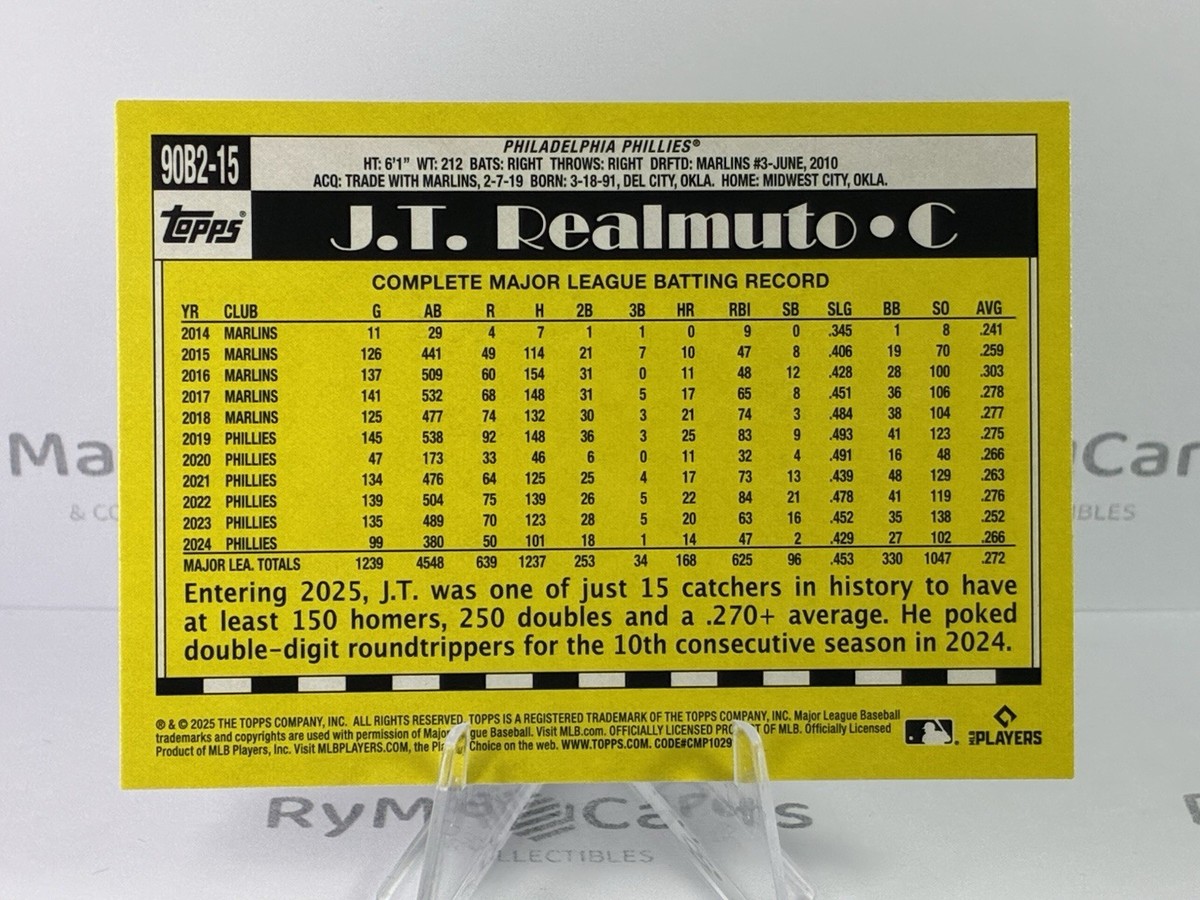 90B2-15
PHILADELPHIA PHILLIES®
HT: 6'1" WT: 212 BATS: RIGHT THROWS: RIGHT DRFTD: MARLINS #3-JUNE, 2010
ACQ: TRADE WITH MARLINS, 2-7-19 BORN: 3-18-91, DEL CITY, OKLA. HOME: MIDWEST CITY, OKLA.
TOPPS®
J.T. Realmuto • C
COMPLETE MAJOR LEAGUE BATTING RECORD
YR CLUB G AB R H 2B 3B HR RBI SB SLG BB SO AVG
2014 MARLINS 11 29 4 7 1 1 0 9 0 .345 1 8 .241
2015 MARLINS 126 441 49 114 21 7 10 47 8 .406 19 70 .259
2016 MARLINS 137 509 60 154 31 0 11 48 12 .428 28 100 .303
2017 MARLINS 141 532 68 148 31 5 17 65 8 .451 36 106 .278
2018 MARLINS 125 477 74 132 30 3 21 74 3 .484 38 104 .277
2019 PHILLIES 145 538 92 148 36 3 25 83 9 .493 41 123 .275
2020 PHILLIES 47 173 33 46 6 0 11 32 4 .491 16 48 .266
2021 PHILLIES 134 476 64 125 25 4 17 73 13 .439 48 129 .263
2022 PHILLIES 139 504 75 139 26 5 22 84 21 .478 41 119 .276
2023 PHILLIES 135 489 70 123 28 5 20 63 16 .452 35 138 .252
2024 PHILLIES 99 380 50 101 18 1 14 47 2 .429 27 102 .266
MAJOR LEA. TOTALS 1239 4548 639 1237 253 34 168 625 96 .453 330 1047 .272
Entering 2025, J.T. was one of just 15 catchers in history to have
at least 150 homers, 250 doubles and a .270+ average. He poked
double-digit roundtrippers for the 10th consecutive season in 2024.
® & © 2025 THE TOPPS COMPANY, INC. ALL RIGHTS RESERVED. TOPPS IS A REGISTERED TRADEMARK OF THE TOPPS COMPANY, INC. Major League Baseball
trademarks and copyrights are used with permission of Major League Baseball. Visit MLB.com. OFFICIALLY LICENSED PRODUCT OF MLB. Officially Licensed
Product of MLB Players, Inc. Visit MLBPLAYERS.COM, the Players Choice on the web. WWW.TOPPS.COM. CODE#CMP1029
MLB PLAYERS